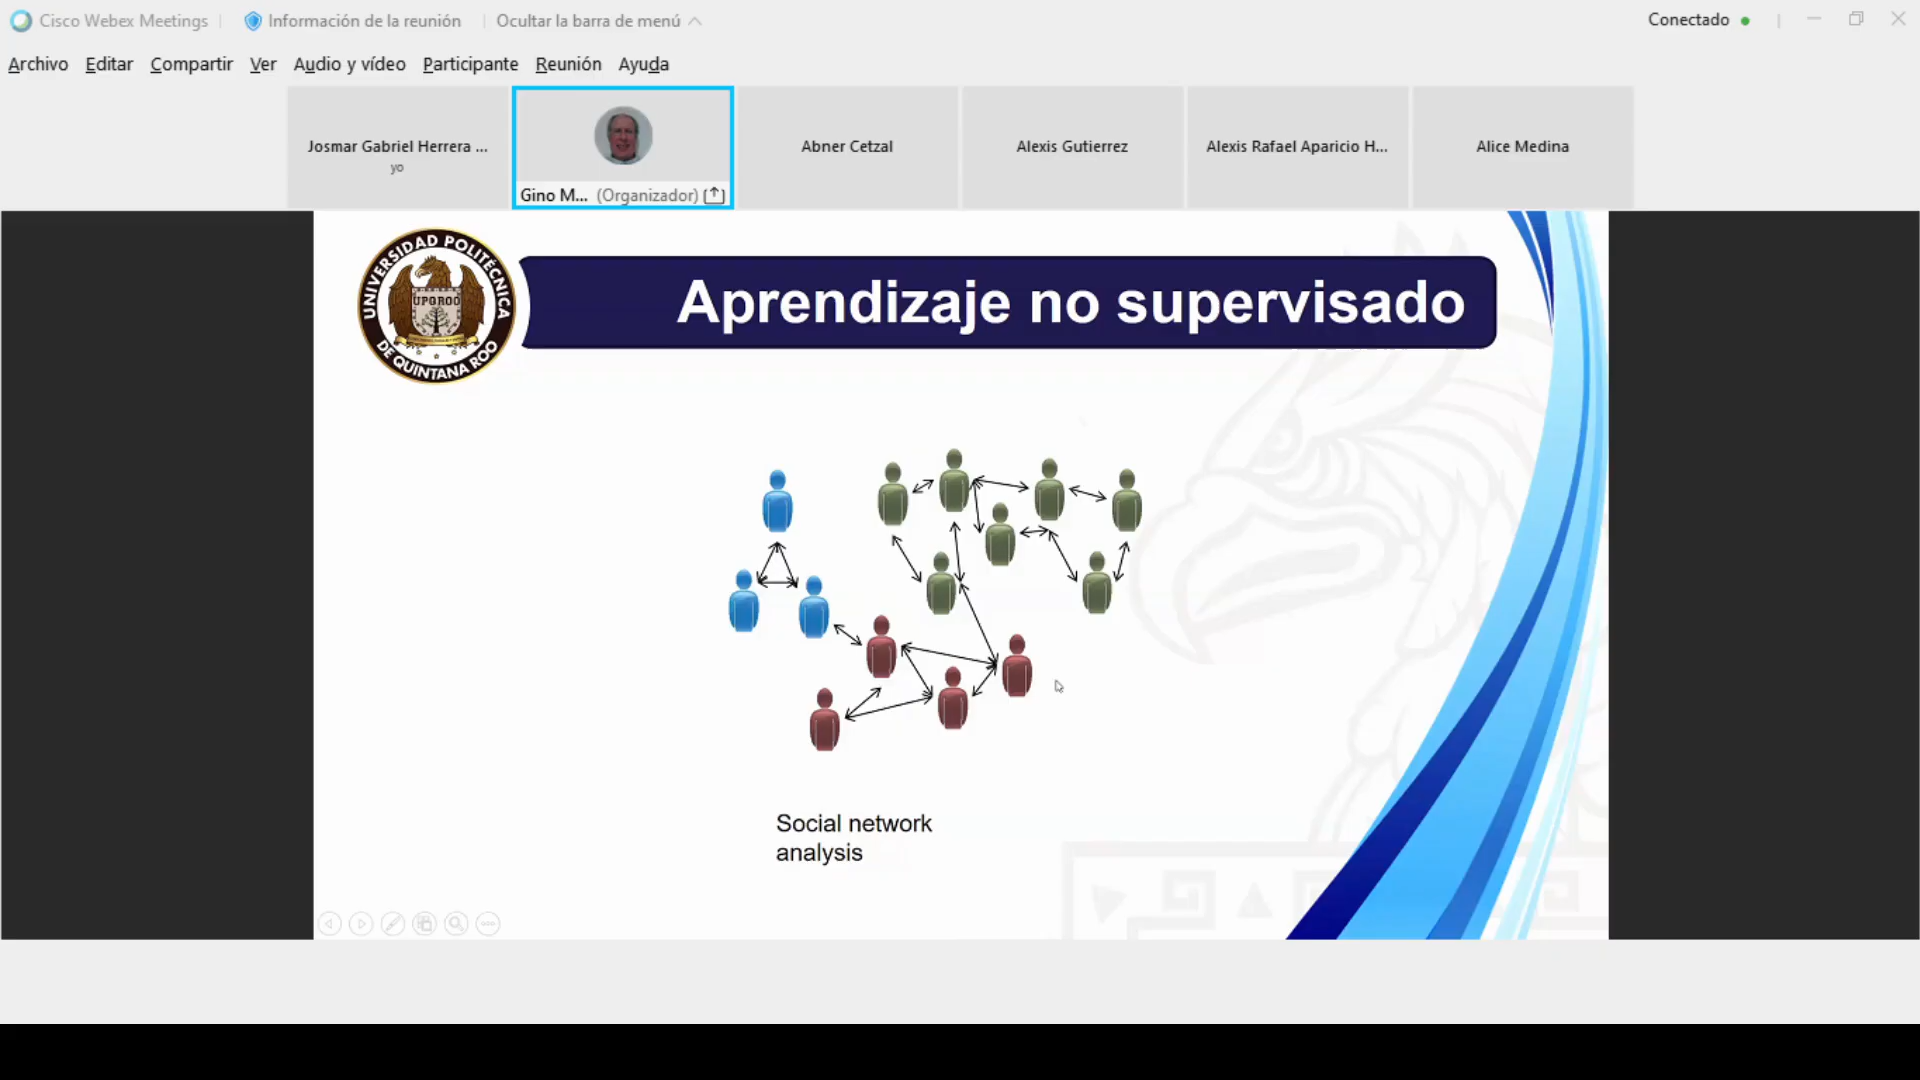 Cisco Webex Meetings
Información de la reunión
Ocultar la barra de menú
Conectado
Archivo Editar Compartir Ver Audio y vídeo Participante Reunión Ayuda
Josmar Gabriel Herrera ...
yo
Gino M... (Organizador)
Abner Cetzal
Alexis Gutierrez
Alexis Rafael Aparicio H...
Alice Medina
UNIVERSIDAD POLITÉCNICA
UPQROO
DE QUINTANA ROO
Aprendizaje no supervisado
Social network
analysis